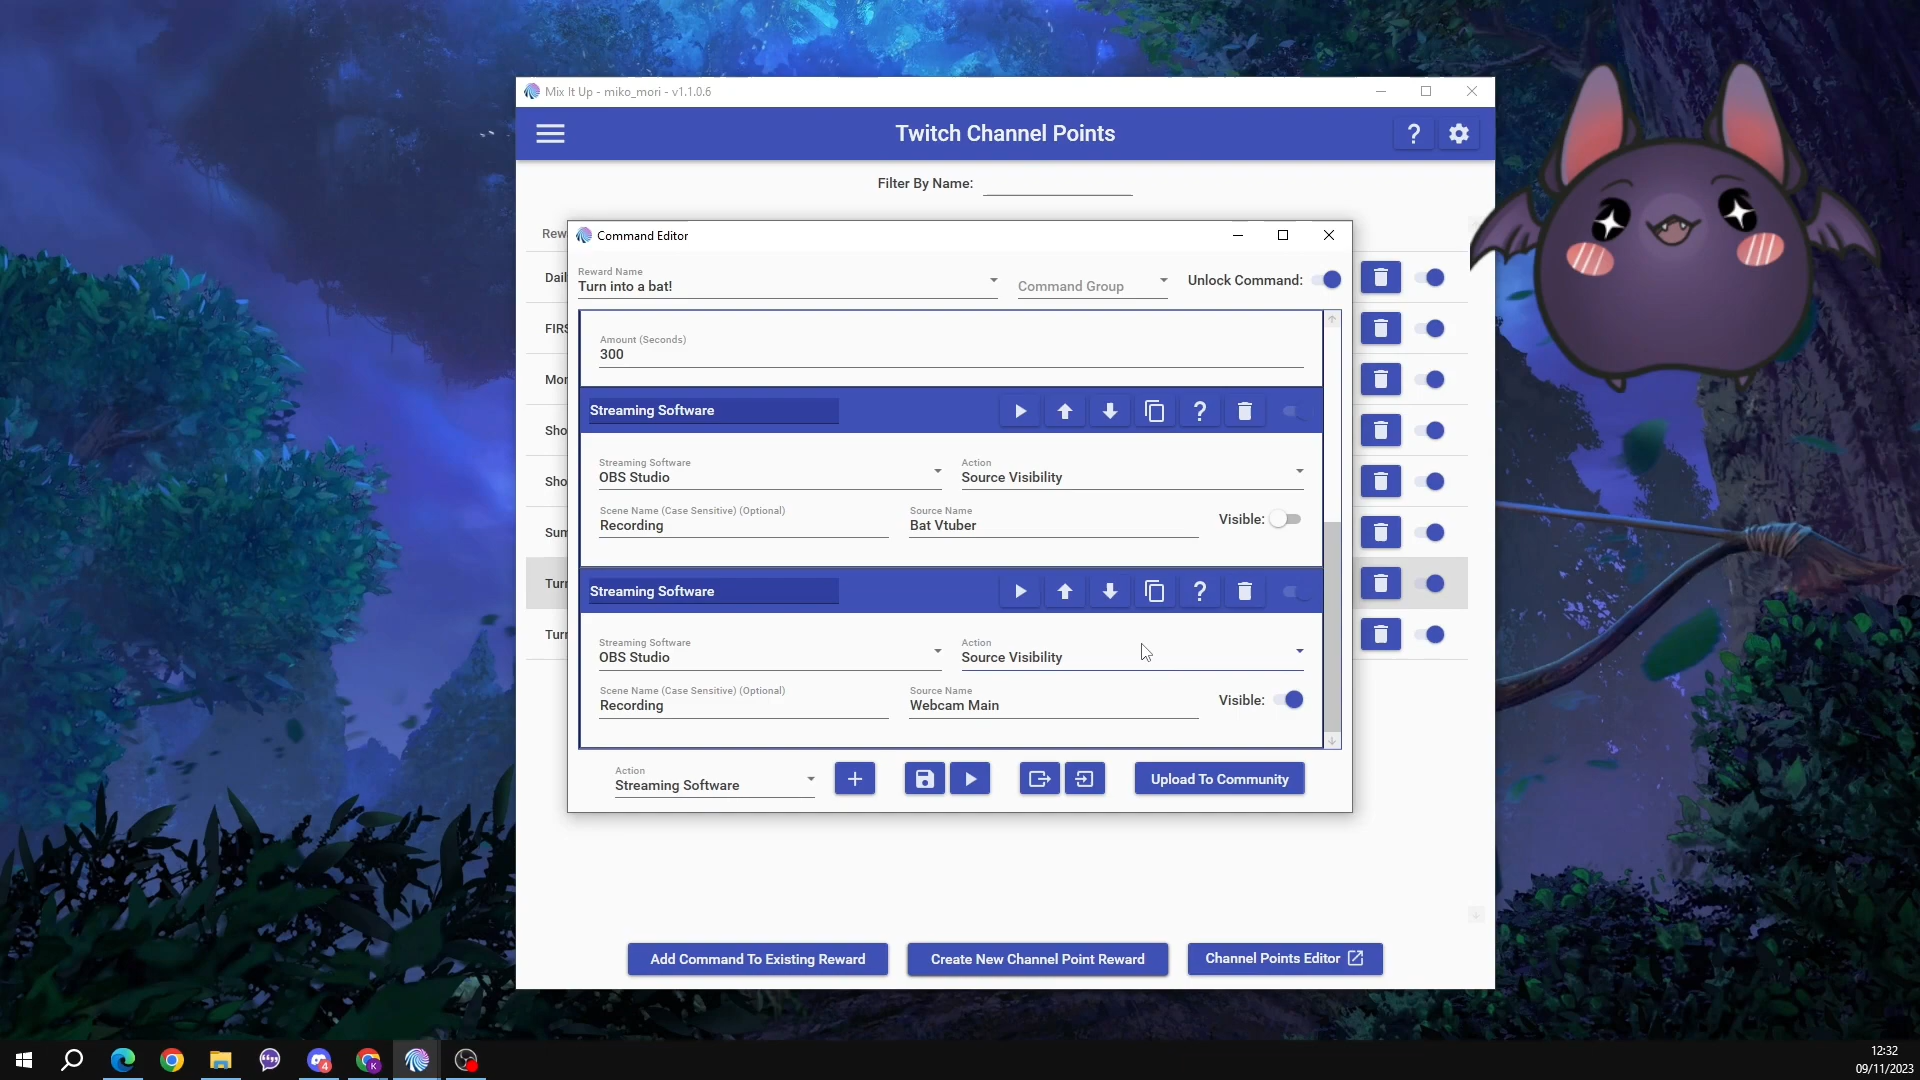 Mix It Up - miko_mori - v1.1.0.6
Twitch Channel Points
?
Filter By Name:
Rew
Command Editor
Dail
Reward Name
Turn into a bat!
Command Group
Unlock Command:
FIRS
Amount (Seconds)
300
Mor
Streaming Software
?
Sho
Streaming Software
OBS Studio
Action
Source Visibility
Sho
Scene Name (Case Sensitive) (Optional)
Recording
Source Name
Bat Vtuber
Visible:
Sum
Streaming Software
?
Turn
Streaming Software
OBS Studio
Action
Source Visibility
Turn
Scene Name (Case Sensitive) (Optional)
Recording
Source Name
Webcam Main
Visible:
Action
Streaming Software
Upload To Community
Add Command To Existing Reward
Create New Channel Point Reward
Channel Points Editor
4
K
12:32
09/11/2023